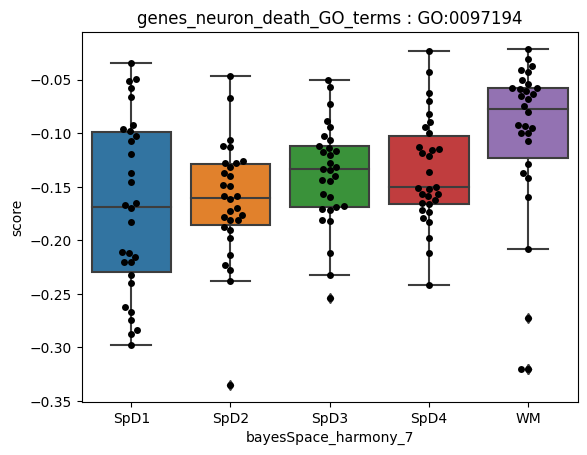 genes_neuron_death_GO_terms : GO:0097194
score
−0.05
−0.10
−0.15
−0.20
−0.25
−0.30
−0.35
SpD1 SpD2 SpD3 SpD4 WM
bayesSpace_harmony_7